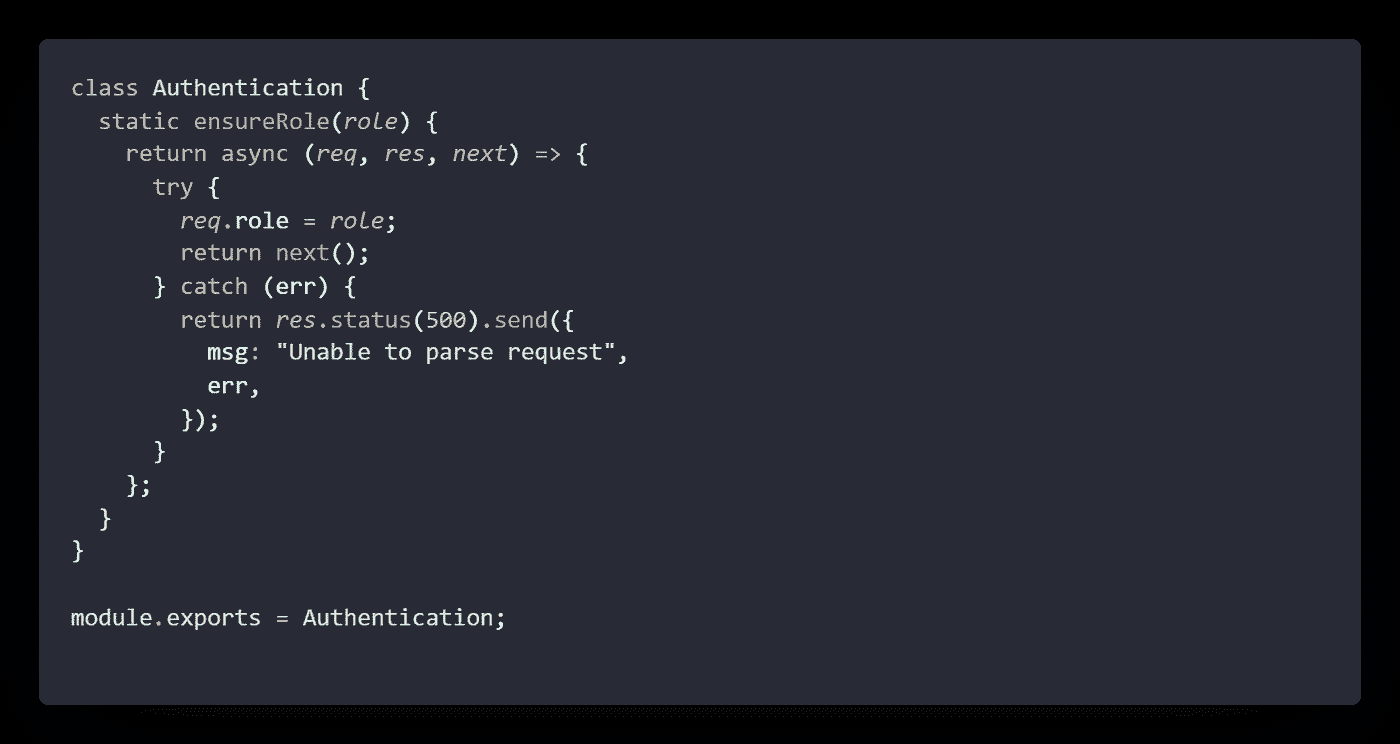 class Authentication {
  static ensureRole(role) {
    return async (req, res, next) => {
      try {
        req.role = role;
        return next();
      } catch (err) {
        return res.status(500).send({
          msg: "Unable to parse request",
          err,
        });
      }
    };
  }
}

module.exports = Authentication;